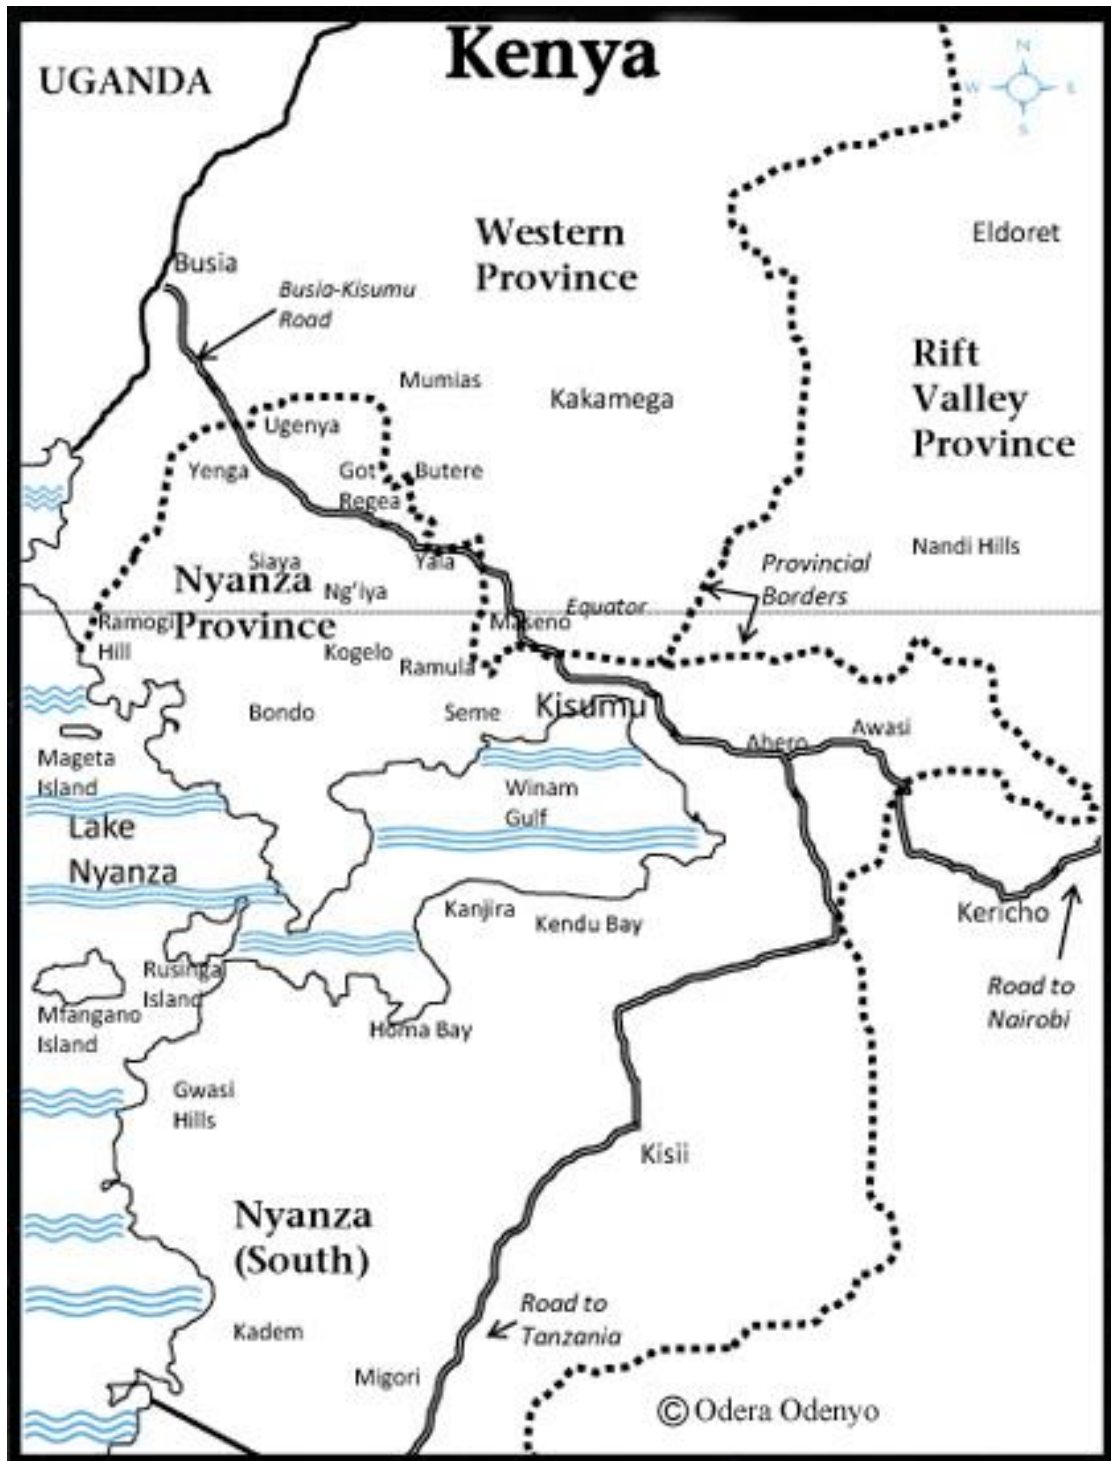 Kenya
UGANDA
N
W
E
S
Western
Province
Eldoret
Busia
Busia-Kisumu
Road
Rift
Valley
Province
Mumias
Kakamega
Ugenya
Yenga
Got
Regea
Butere
Nandi Hills
Siaya
Yala
Provincial
Borders
Nyanza
Province
Ng'iya
Equator
Ramogi
Hill
Maseno
Kogelo
Ramula
Bondo
Seme
Kisumu
Ahero
Awasi
Mageta
Island
Winam
Gulf
Lake
Nyanza
Kanjira
Kendu Bay
Kericho
Rusinga
Island
Road to
Nairobi
Mfangano
Island
Homa Bay
Gwasi
Hills
Kisii
Nyanza
(South)
Road to
Tanzania
Kadem
Migori
© Odera Odenyo